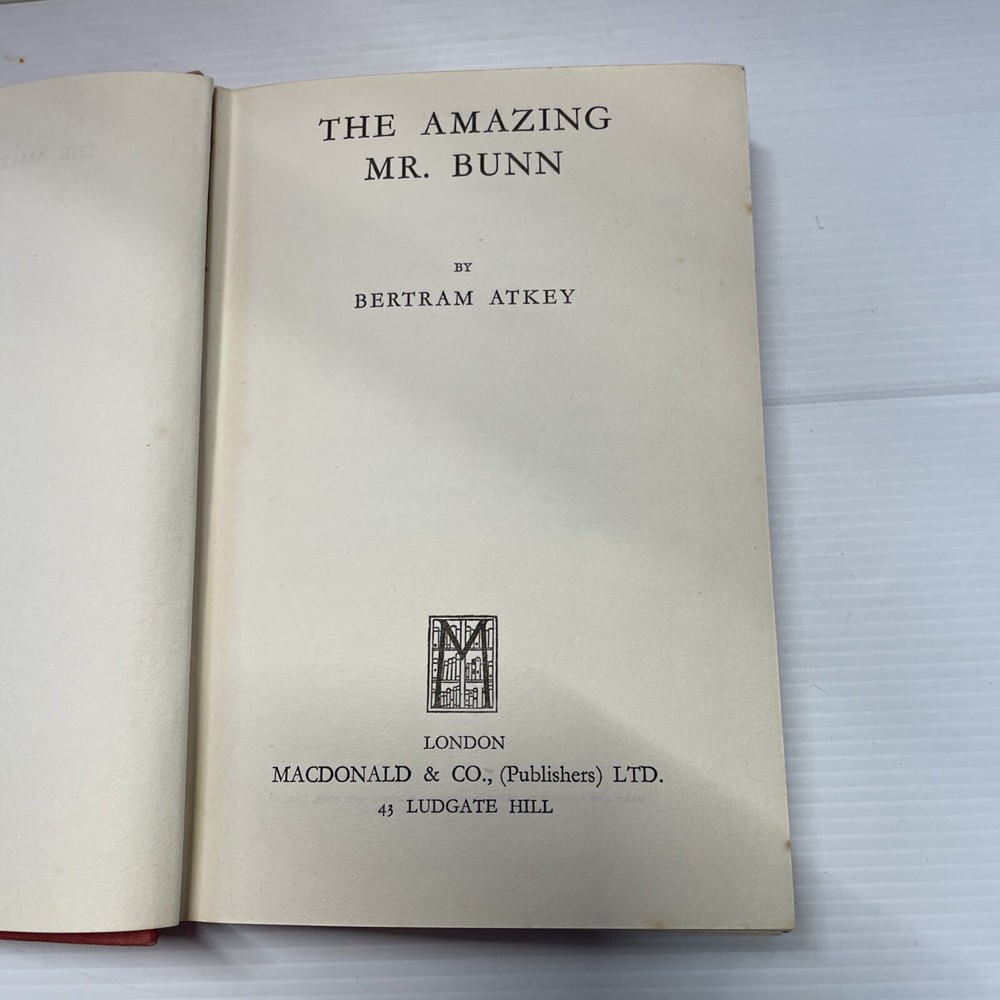 THE AMAZING
MR. BUNN
BY
BERTRAM ATKEY
M
LONDON
MACDONALD & CO., (Publishers) LTD.
43 LUDGATE HILL